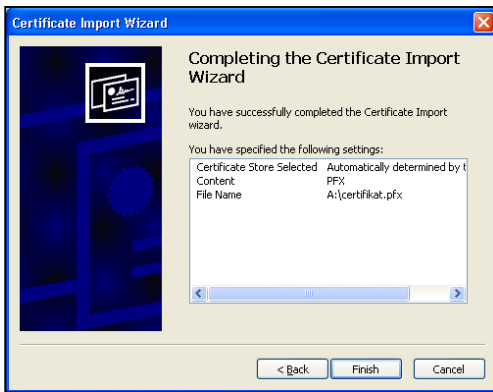 Certificate Import Wizard
Completing the Certificate Import
Wizard
You have successfully completed the Certificate Import
wizard.
You have specified the following settings:
Certificate Store Selected Automatically determined by t
Content PFX
File Name A:\certifikat.pfx
< Back Finish Cancel